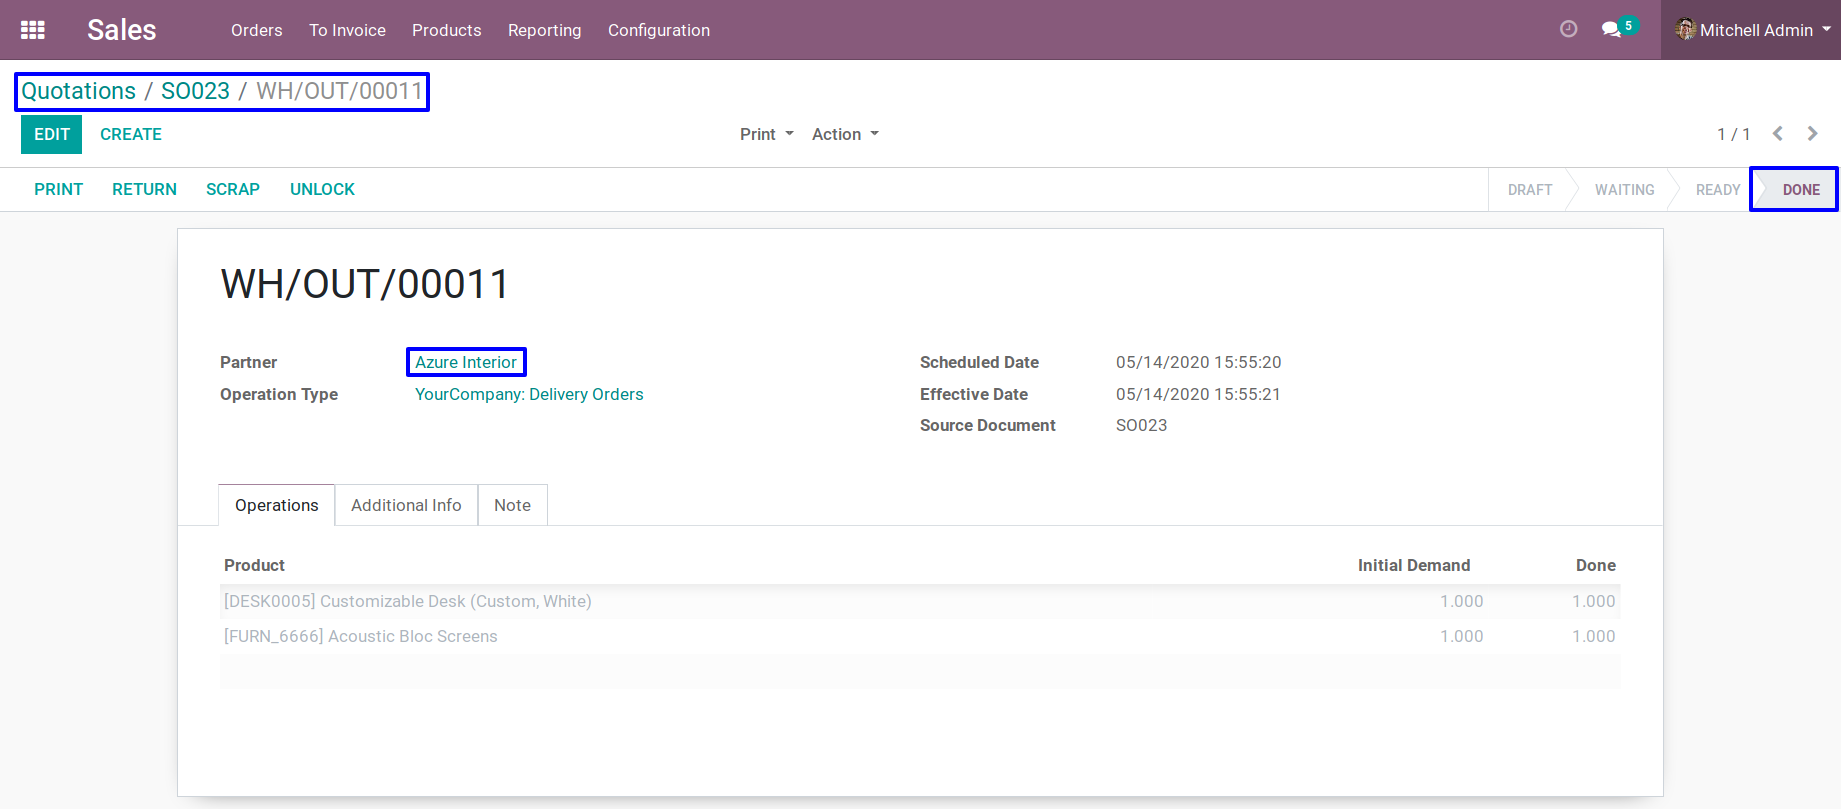 Sales Orders To Invoice Products Reporting Configuration 5 Mitchell Admin
Quotations / SO023 / WH/OUT/00011
EDIT CREATE Print Action 1 / 1
PRINT RETURN SCRAP UNLOCK DRAFT WAITING READY DONE
WH/OUT/00011
Partner Azure Interior Scheduled Date 05/14/2020 15:55:20
Operation Type YourCompany: Delivery Orders Effective Date 05/14/2020 15:55:21
Source Document SO023
Operations Additional Info Note
Product Initial Demand Done
[DESK0005] Customizable Desk (Custom, White) 1.000 1.000
[FURN_6666] Acoustic Bloc Screens 1.000 1.000